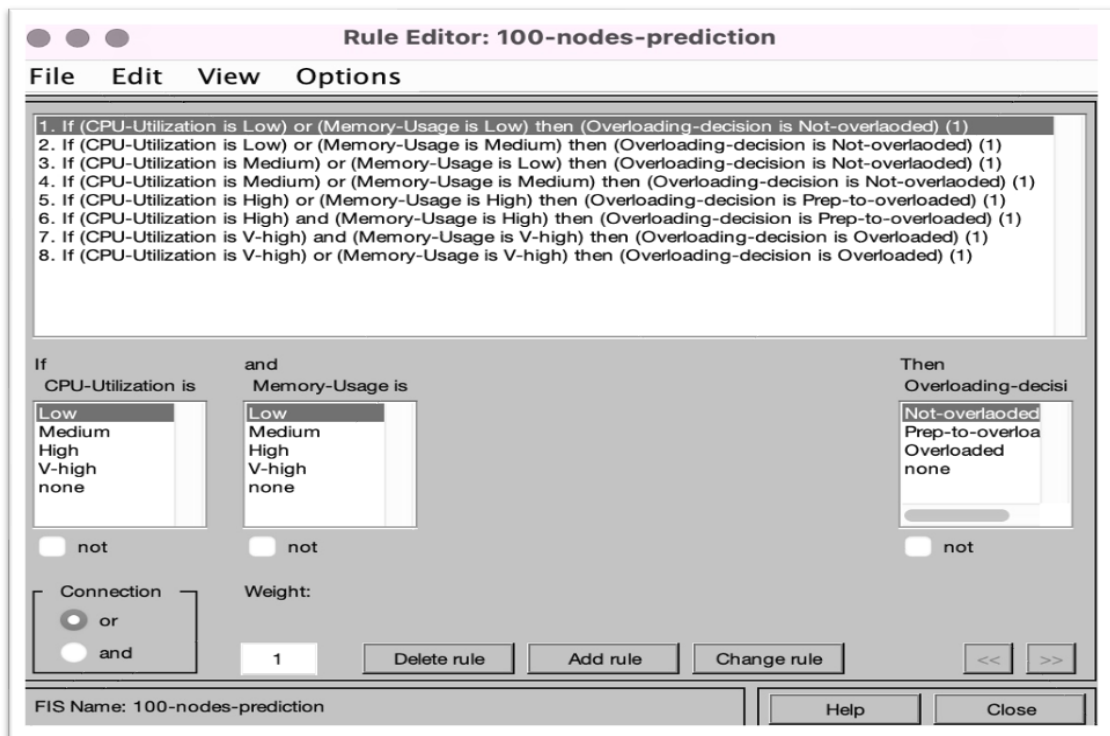 Rule Editor: 100-nodes-prediction
File Edit View Options
1. If (CPU-Utilization is Low) or (Memory-Usage is Low) then (Overloading-decision is Not-overlaoded) (1)
2. If (CPU-Utilization is Low) or (Memory-Usage is Medium) then (Overloading-decision is Not-overlaoded) (1)
3. If (CPU-Utilization is Medium) or (Memory-Usage is Low) then (Overloading-decision is Not-overlaoded) (1)
4. If (CPU-Utilization is Medium) or (Memory-Usage is Medium) then (Overloading-decision is Not-overlaoded) (1)
5. If (CPU-Utilization is High) or (Memory-Usage is High) then (Overloading-decision is Prep-to-overloaded) (1)
6. If (CPU-Utilization is High) and (Memory-Usage is High) then (Overloading-decision is Prep-to-overloaded) (1)
7. If (CPU-Utilization is V-high) and (Memory-Usage is V-high) then (Overloading-decision is Overloaded) (1)
8. If (CPU-Utilization is V-high) or (Memory-Usage is V-high) then (Overloading-decision is Overloaded) (1)
If
CPU-Utilization is
Low
Medium
High
V-high
none
not
and
Memory-Usage is
Low
Medium
High
V-high
none
not
Then
Overloading-decisi
Not-overlaoded
Prep-to-overloa
Overloaded
none
not
Connection
or
and
Weight:
1
Delete rule
Add rule
Change rule
<<
>>
FIS Name: 100-nodes-prediction
Help
Close